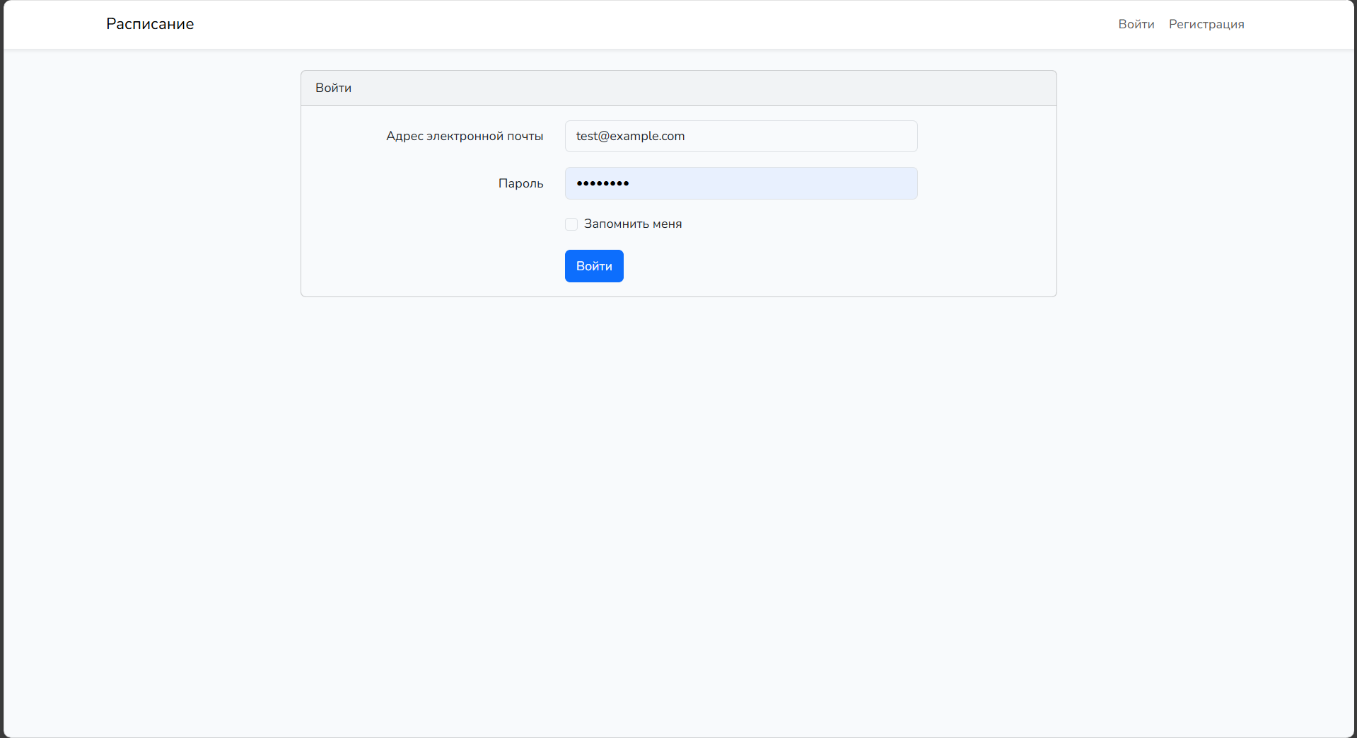 Расписание
Войти Регистрация
Войти
Адрес электронной почты test@example.com
Пароль ••••••••
Запомнить меня
Войти